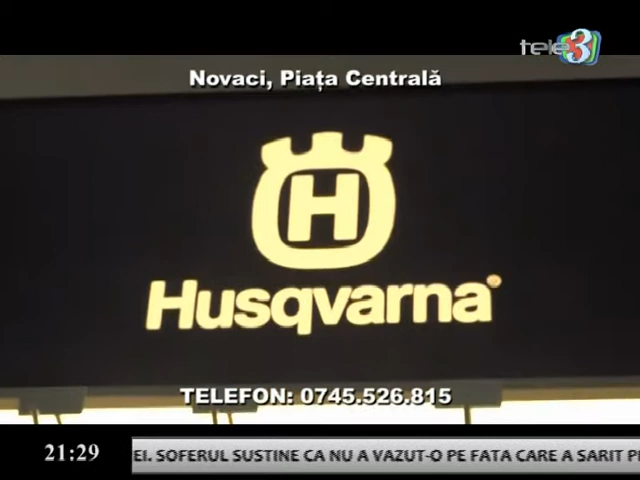 tele3
Novaci, Piața Centrală
H
Husqvarna®
TELEFON: 0745.526.815
21:29
EI. SOFERUL SUSTINE CA NU A VAZUT-O PE FATA CARE A SARIT